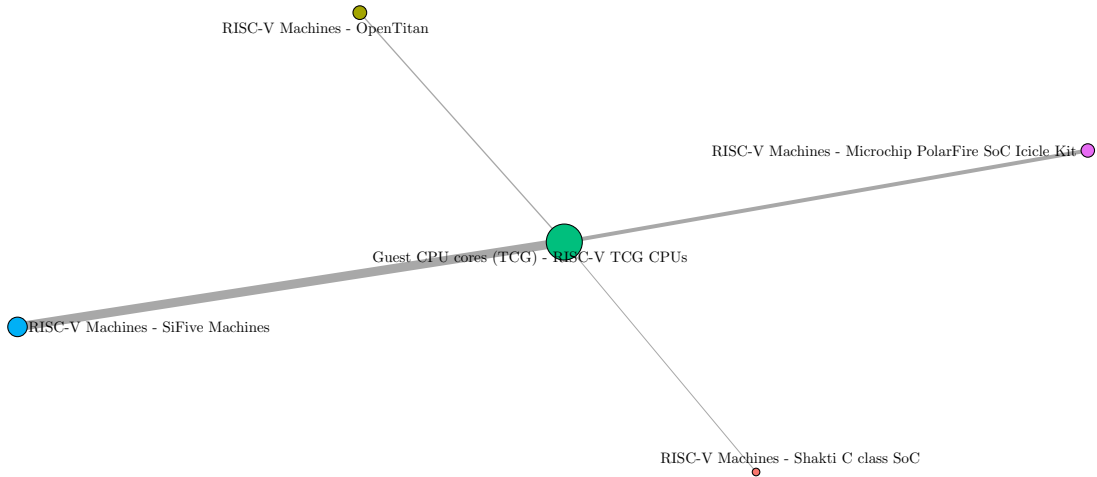 RISC-V Machines - OpenTitan
RISC-V Machines - Microchip PolarFire SoC Icicle Kit
Guest CPU cores (TCG) - RISC-V TCG CPUs
RISC-V Machines - SiFive Machines
RISC-V Machines - Shakti C class SoC